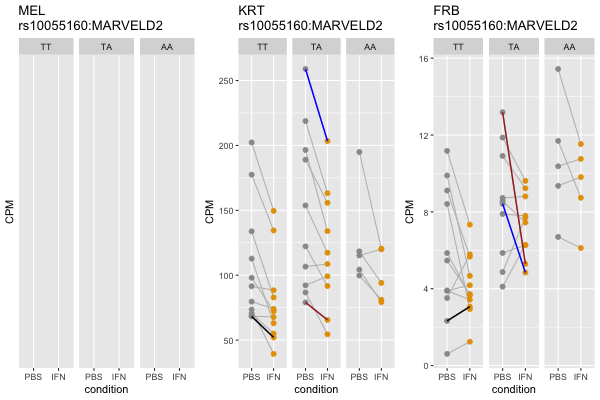 MEL
rs10055160:MARVELD2
TT TA AA
CPM
PBS IFN PBS IFN PBS IFN
condition
KRT
rs10055160:MARVELD2
TT TA AA
250
200
150
100
50
CPM
PBS IFN PBS IFN PBS IFN
condition
FRB
rs10055160:MARVELD2
TT TA AA
16
12
8
4
0
CPM
PBS IFN PBS IFN PBS IFN
condition